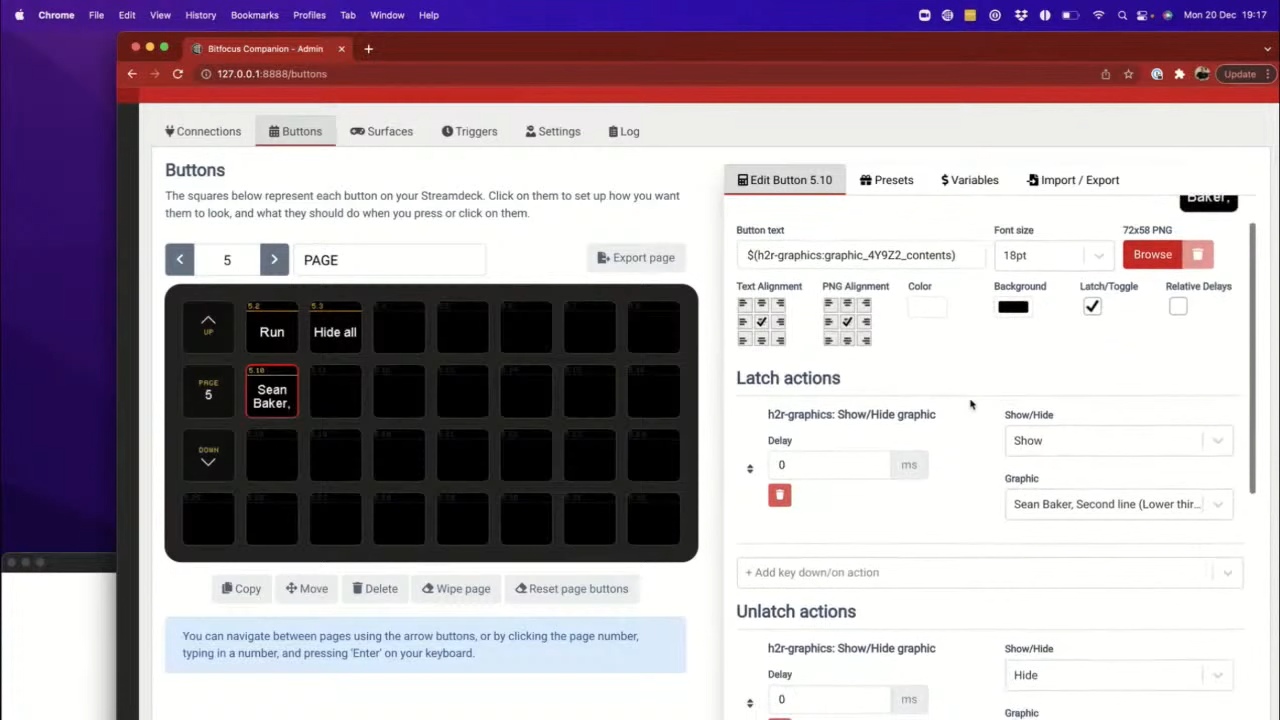 Chrome File Edit View History Bookmarks Profiles Tab Window Help Mon 20 Dec 19:17
Bitfocus Companion - Admin
127.0.0.1:8888/buttons Update
Connections Buttons Surfaces Triggers Settings Log
Buttons
The squares below represent each button on your Streamdeck. Click on them to set up how you want
them to look, and what they should do when you press or click on them.
5 PAGE Export page
UP
5.2
Run
5.3
Hide all
PAGE
5
5.10
Sean
Baker,
DOWN
Copy Move Delete Wipe page Reset page buttons
You can navigate between pages using the arrow buttons, or by clicking the page number,
typing in a number, and pressing 'Enter' on your keyboard.
Edit Button 5.10 Presets Variables Import / Export
Baker,
Button text Font size 72x58 PNG
$(h2r-graphics:graphic_4Y9Z2_contents) 18pt Browse
Text Alignment PNG Alignment Color Background Latch/Toggle Relative Delays
Latch actions
h2r-graphics: Show/Hide graphic
Delay
0 ms
Show/Hide
Show
Graphic
Sean Baker, Second line (Lower thir...
+ Add key down/on action
Unlatch actions
h2r-graphics: Show/Hide graphic
Delay
0 ms
Show/Hide
Hide
Graphic